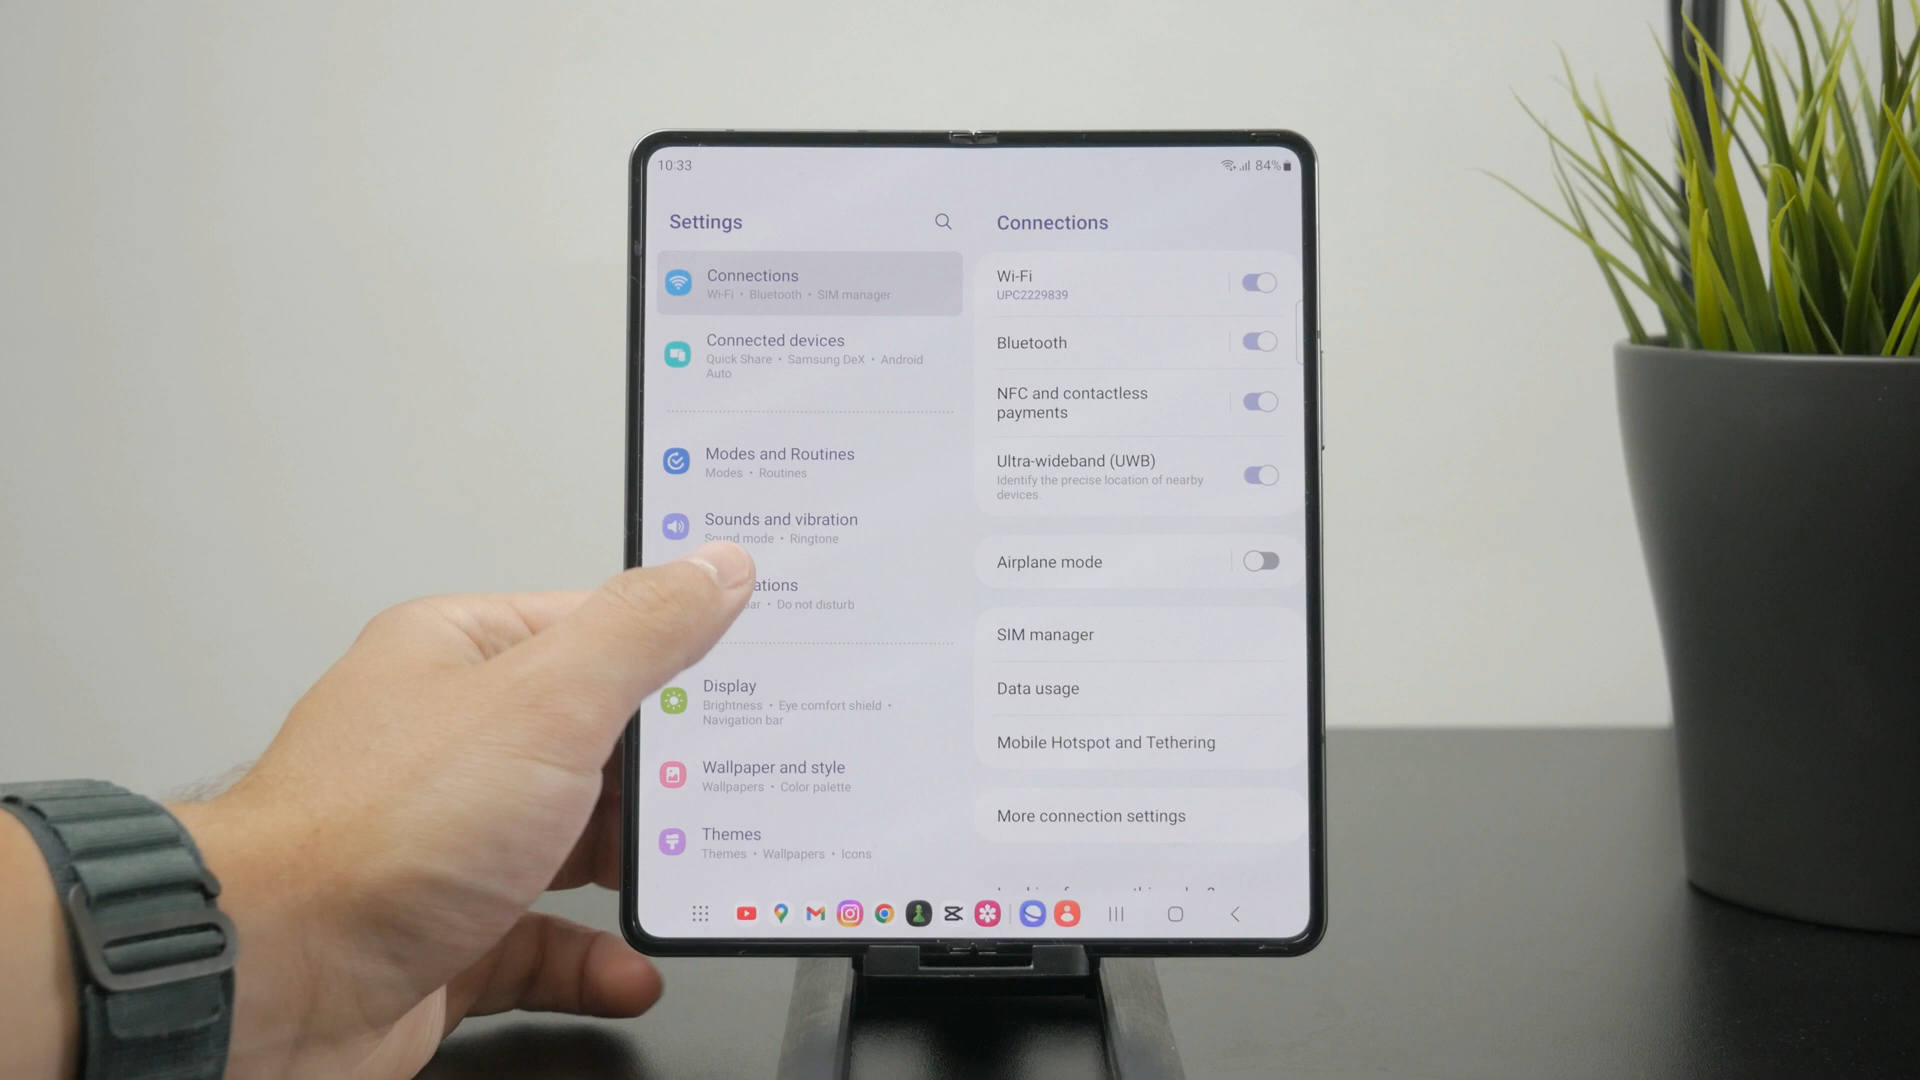 10:33
84%
Settings
Connections
Wi-Fi • Bluetooth • SIM manager
Connected devices
Quick Share • Samsung DeX • Android
Auto
Modes and Routines
Modes • Routines
Sounds and vibration
Sound mode • Ringtone
ations
ar • Do not disturb
Display
Brightness • Eye comfort shield •
Navigation bar
Wallpaper and style
Wallpapers • Color palette
Themes
Themes • Wallpapers • Icons
Connections
Wi-Fi
UPC2229839
Bluetooth
NFC and contactless
payments
Ultra-wideband (UWB)
Identify the precise location of nearby
devices.
Airplane mode
SIM manager
Data usage
Mobile Hotspot and Tethering
More connection settings